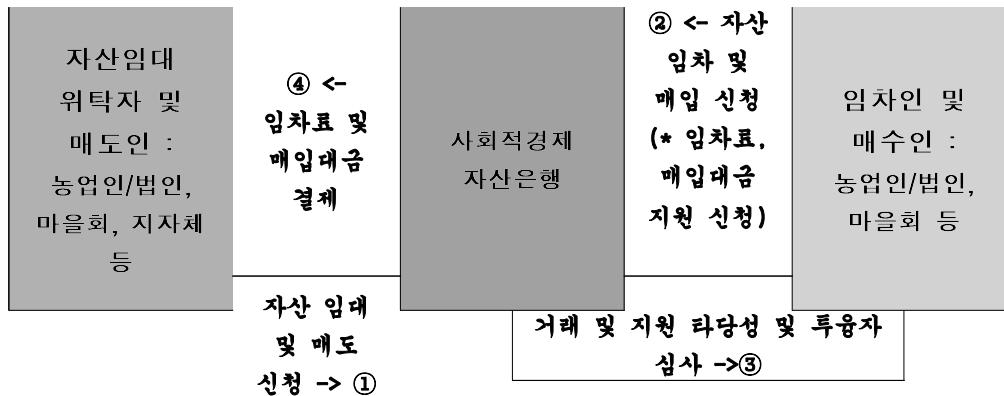 자산임대
위탁자 및
매도인 :
농업인/법인,
마을회, 지자체
등
④ <-
임차료 및
매입대금
결제
자산 임대
및 매도
신청 -> ①
사회적경제
자산은행
② <- 자산
임차 및
매입 신청
(* 임차료,
매입대금
지원 신청)
거래 및 지원 타당성 및 투융자
심사 ->③
임차인 및
매수인 :
농업인/법인,
마을회 등